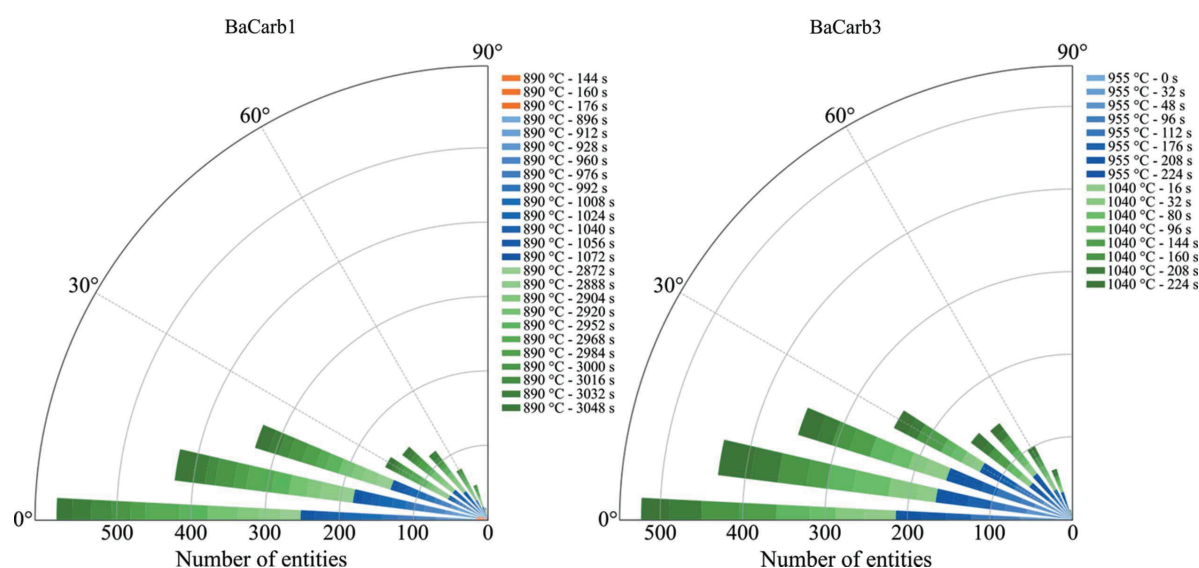 BaCarb1
90°
60°
30°
0°
500 400 300 200 100 0
Number of entities
890 °C - 144 s
890 °C - 160 s
890 °C - 176 s
890 °C - 896 s
890 °C - 912 s
890 °C - 928 s
890 °C - 960 s
890 °C - 976 s
890 °C - 992 s
890 °C - 1008 s
890 °C - 1024 s
890 °C - 1040 s
890 °C - 1056 s
890 °C - 1072 s
890 °C - 2872 s
890 °C - 2888 s
890 °C - 2904 s
890 °C - 2920 s
890 °C - 2952 s
890 °C - 2968 s
890 °C - 2984 s
890 °C - 3000 s
890 °C - 3016 s
890 °C - 3032 s
890 °C - 3048 s
BaCarb3
90°
60°
30°
0°
500 400 300 200 100 0
Number of entities
955 °C - 0 s
955 °C - 32 s
955 °C - 48 s
955 °C - 96 s
955 °C - 112 s
955 °C - 176 s
955 °C - 208 s
955 °C - 224 s
1040 °C - 16 s
1040 °C - 32 s
1040 °C - 80 s
1040 °C - 96 s
1040 °C - 144 s
1040 °C - 160 s
1040 °C - 208 s
1040 °C - 224 s